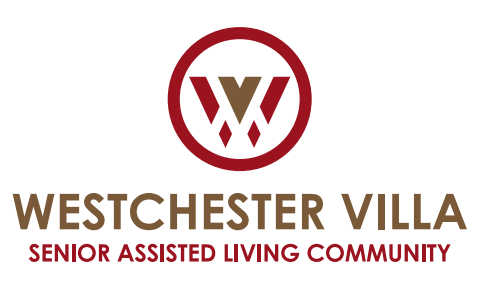 WESTCHESTER VILLA
SENIOR ASSISTED LIVING COMMUNITY